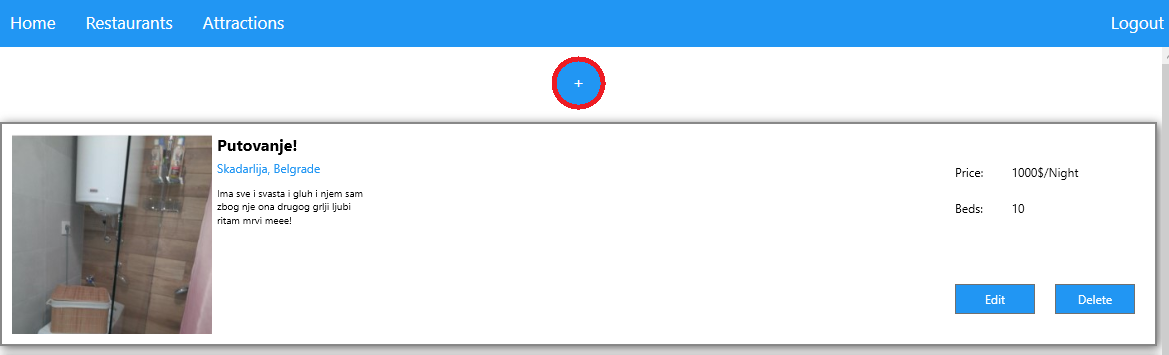 Home Restaurants Attractions Logout
+
Putovanje!
Skadarlija, Belgrade
Ima sve i svasta i gluh i njem sam
zbog nje ona drugog grlji ljubi
ritam mrvi meee!
Price: 1000$/Night
Beds: 10
Edit Delete